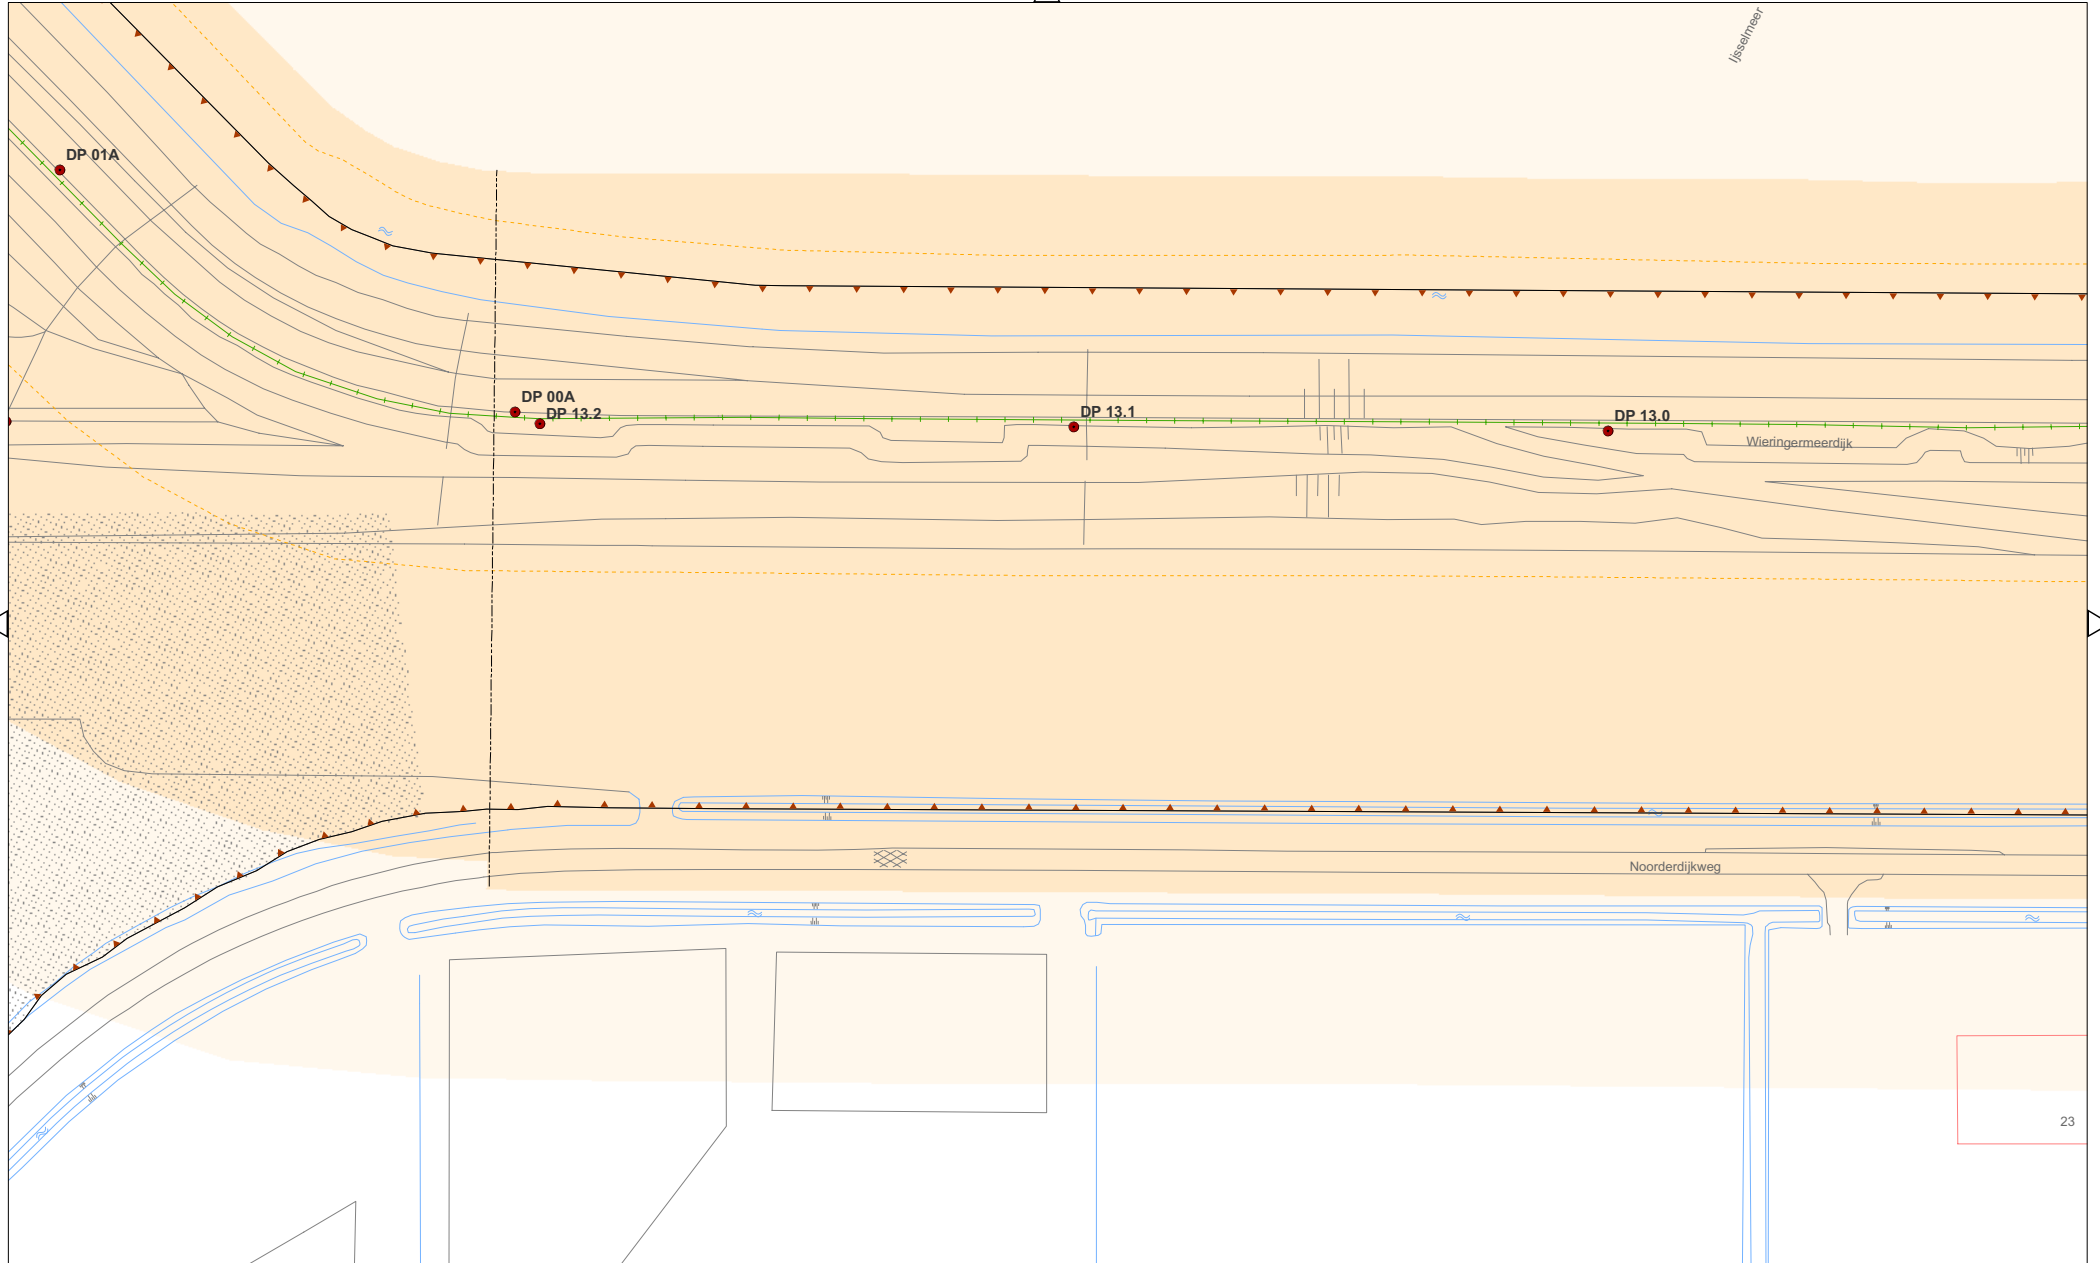 Ijsselmeer
DP 01A
DP 00A
DP 13.2
DP 13.1
DP 13.0
Wieringermeerdijk
Noorderdijkweg
23